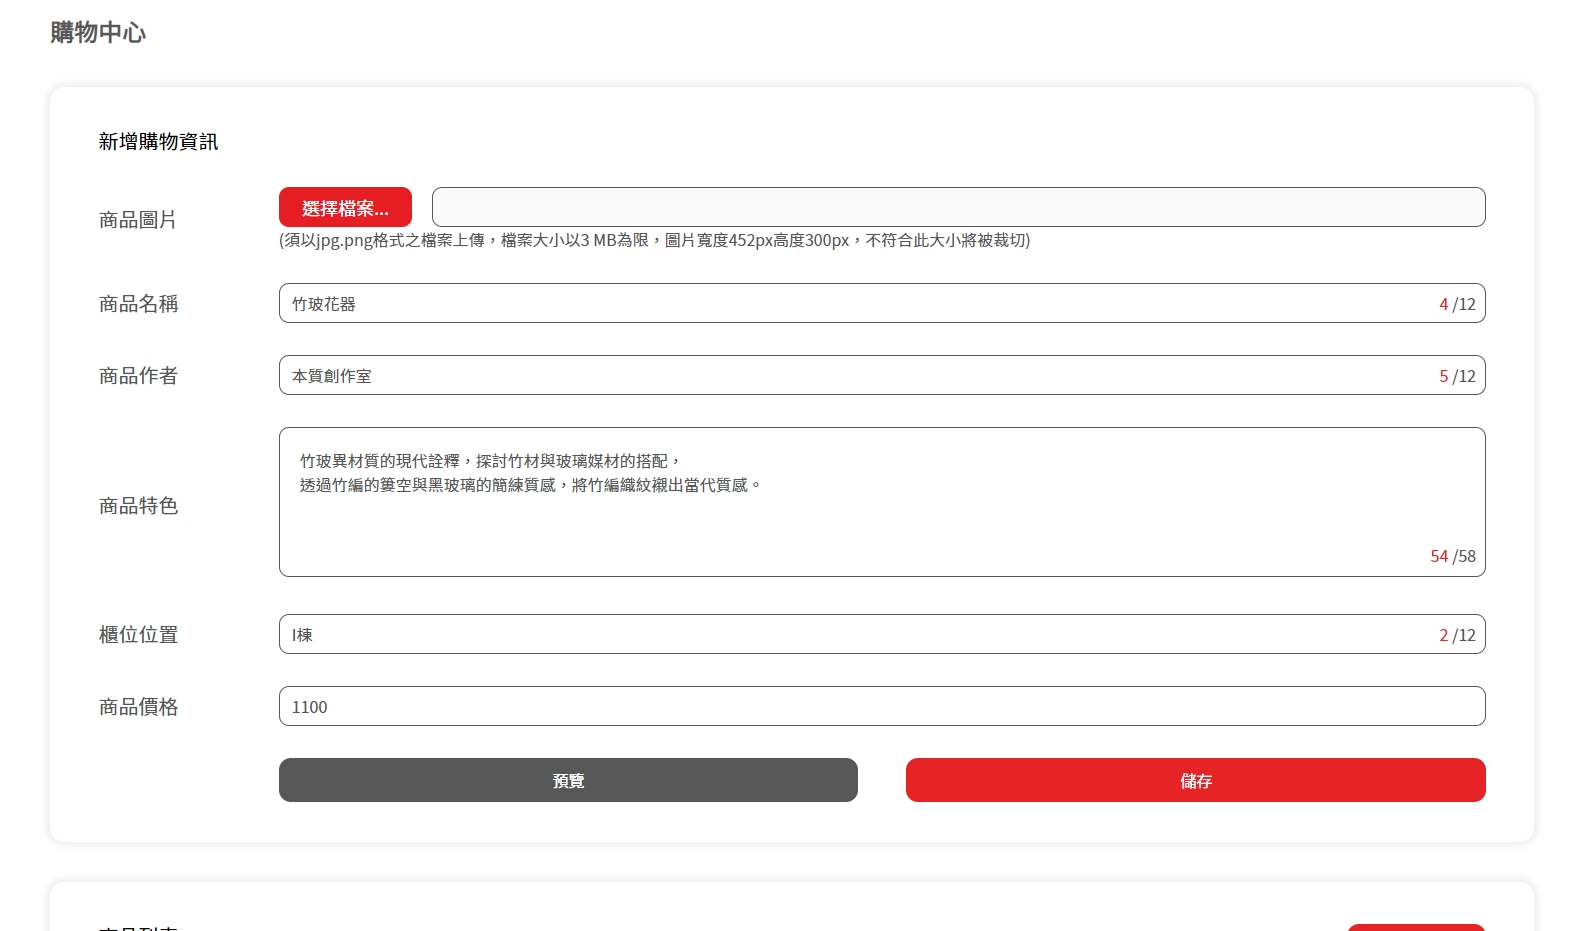 購物中心
新增購物資訊
商品圖片
選擇檔案...
(須以jpg.png格式之檔案上傳，檔案大小以3 MB為限，圖片寬度452px高度300px，不符合此大小將被裁切)
商品名稱
竹玻花器
4 /12
商品作者
本質創作室
5 /12
商品特色
竹玻異材質的現代詮釋，探討竹材與玻璃媒材的搭配，
透過竹編的簍空與黑玻璃的簡練質感，將竹編織紋襯出當代質感。
54 /58
櫃位位置
I棟
2 /12
商品價格
1100
預覽
儲存